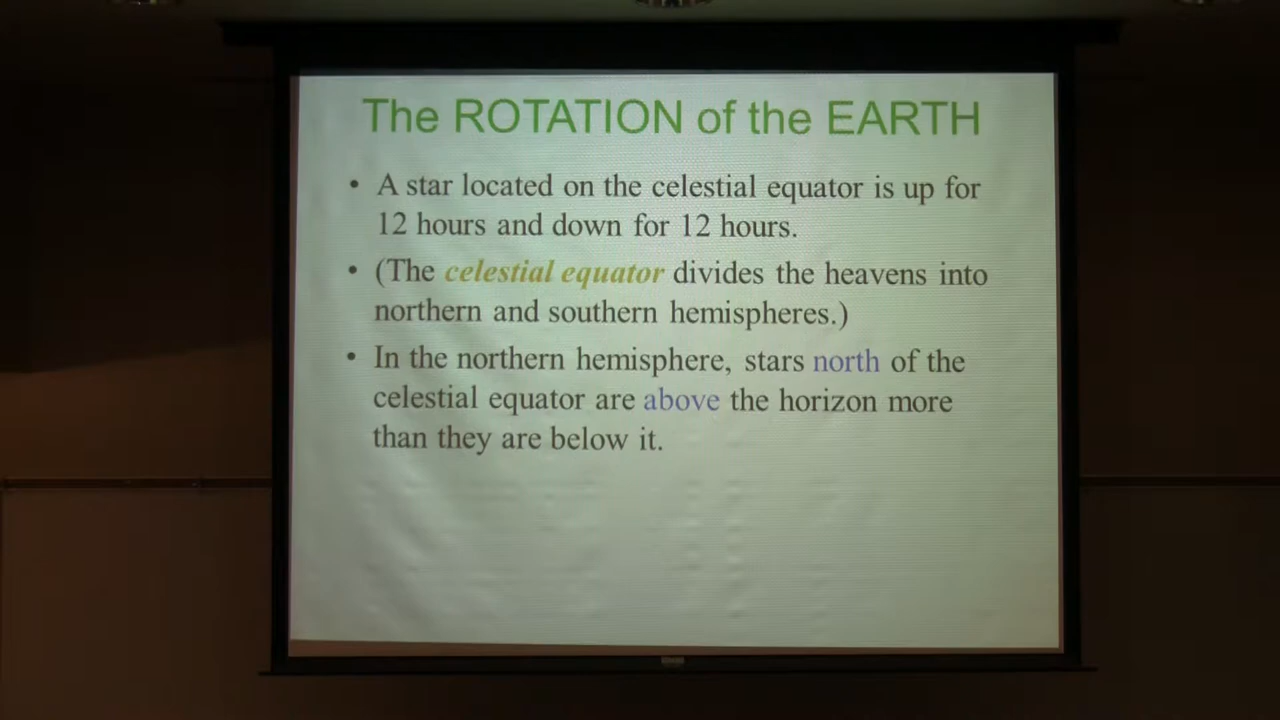 The ROTATION of the EARTH
• A star located on the celestial equator is up for
12 hours and down for 12 hours.
• (The celestial equator divides the heavens into
northern and southern hemispheres.)
• In the northern hemisphere, stars north of the
celestial equator are above the horizon more
than they are below it.